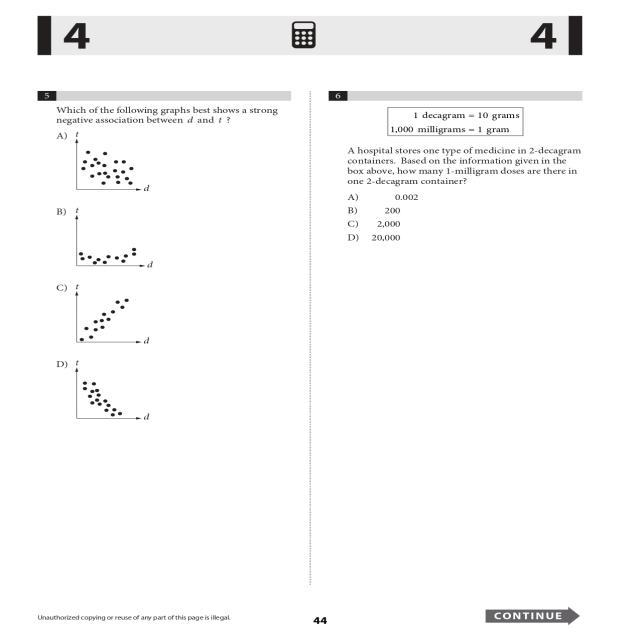 4
4
5
Which of the following graphs best shows a strong
negative association between d and t ?
A) t
d
B) t
d
C) t
d
D) t
d
6
1 decagram = 10 grams
1,000 milligrams = 1 gram
A hospital stores one type of medicine in 2-decagram
containers. Based on the information given in the
box above, how many 1-milligram doses are there in
one 2-decagram container?
A) 0.002
B) 200
C) 2,000
D) 20,000
Unauthorized copying or reuse of any part of this page is illegal.
44
CONTINUE